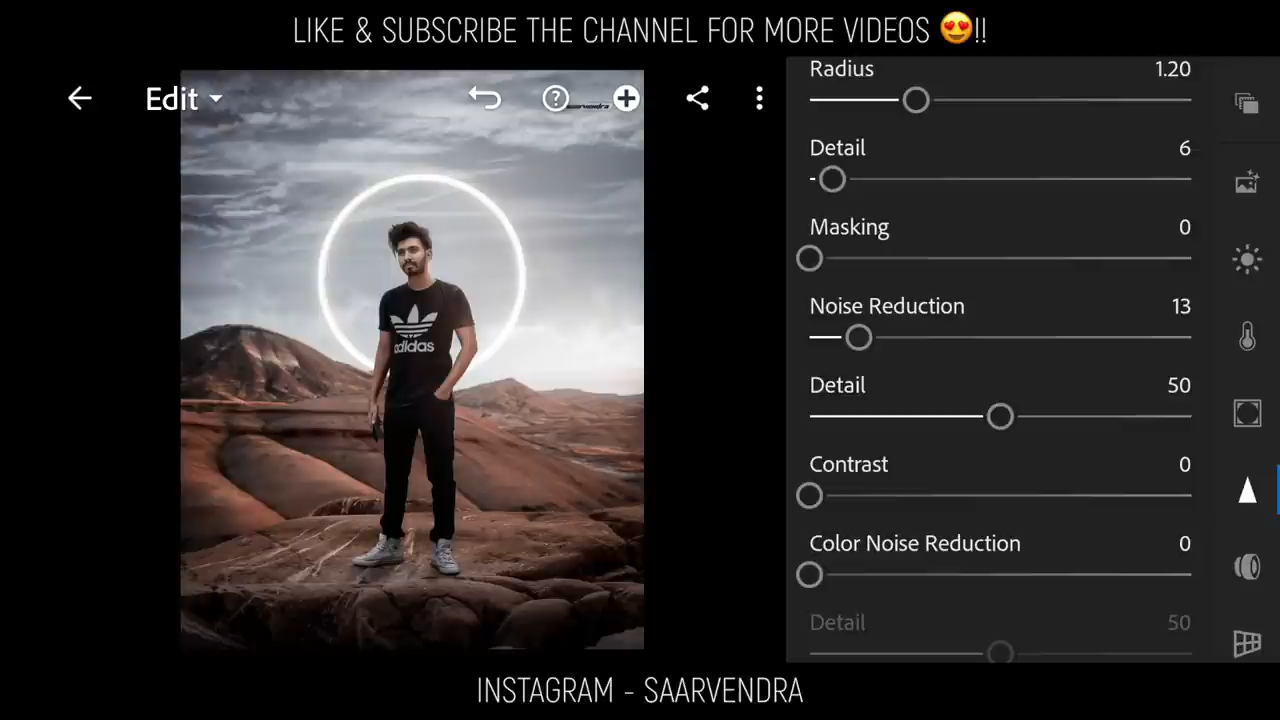 LIKE & SUBSCRIBE THE CHANNEL FOR MORE VIDEOS 😍!!
Edit
adidas
Radius 1.20
Detail 6
Masking 0
Noise Reduction 13
Detail 50
Contrast 0
Color Noise Reduction 0
Detail 50
INSTAGRAM - SAARVENDRA